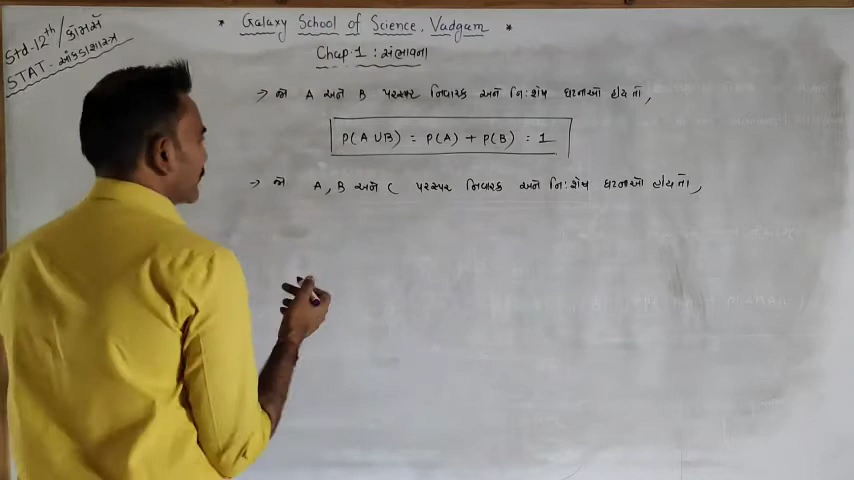 Std-12th/કોમર્સ
STAT - આંકડાશાસ્ત્ર
* Galaxy School of Science, Vadgam *
Chap.1 : સંભાવના
→ જો A અને B પરસ્પર નિવારક અને નિઃશેષ ઘટનાઓ હોય તો,
P(A ∪ B) = P(A) + P(B) = 1
→ જો A, B અને C પરસ્પર નિવારક અને નિઃશેષ ઘટનાઓ હોય તો,